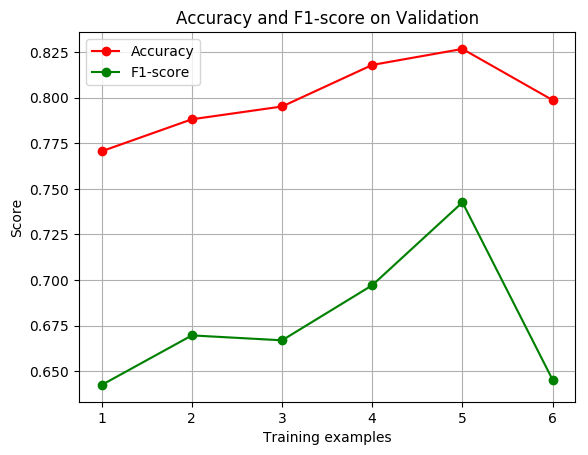 Accuracy and F1-score on Validation
Accuracy
F1-score
0.825
0.800
0.775
0.750
0.725
0.700
0.675
0.650
Score
1 2 3 4 5 6
Training examples